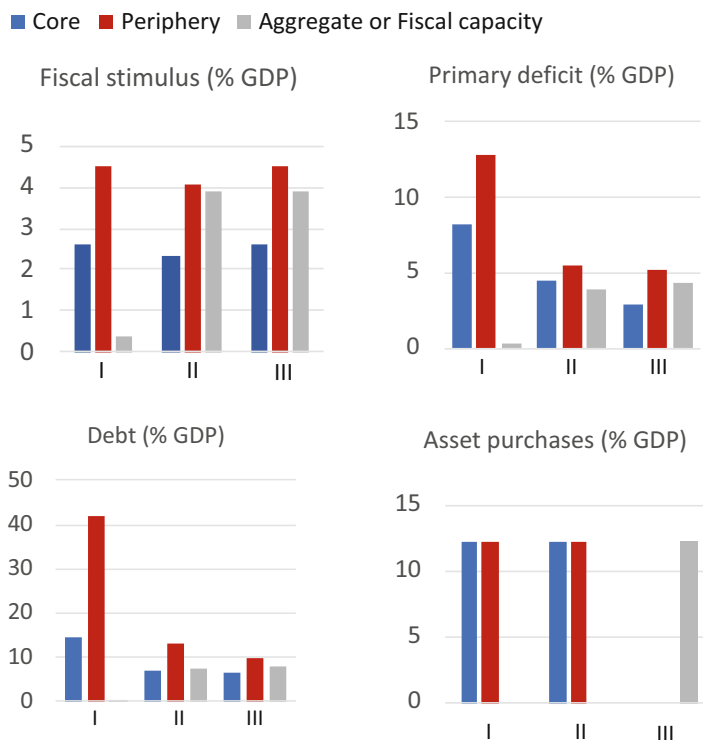 Core Periphery Aggregate or Fiscal capacity
Fiscal stimulus (% GDP)
5
4
3
2
1
0
I II III
Primary deficit (% GDP)
15
10
5
0
I II III
Debt (% GDP)
50
40
30
20
10
0
I II III
Asset purchases (% GDP)
15
10
5
0
I II III